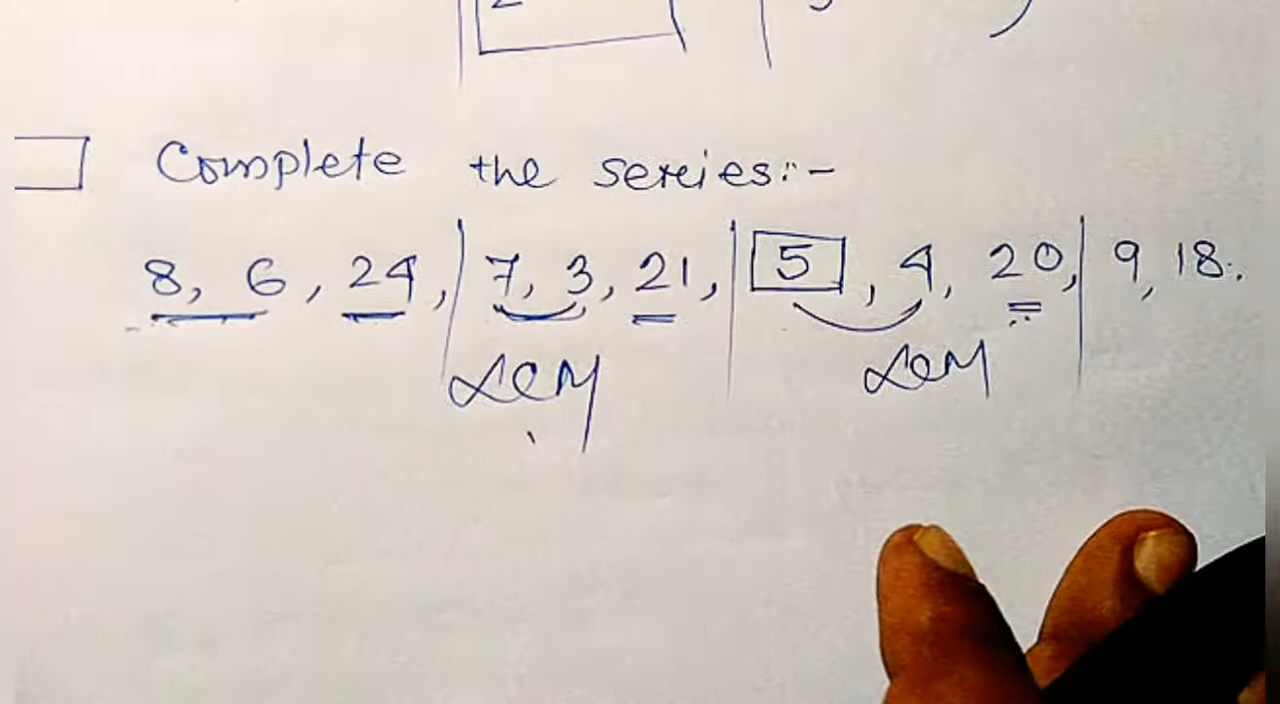 Complete the series:-
8, 6, 24, 7, 3, 21, 5, 4, 20, 9, 18.
LCM LCM